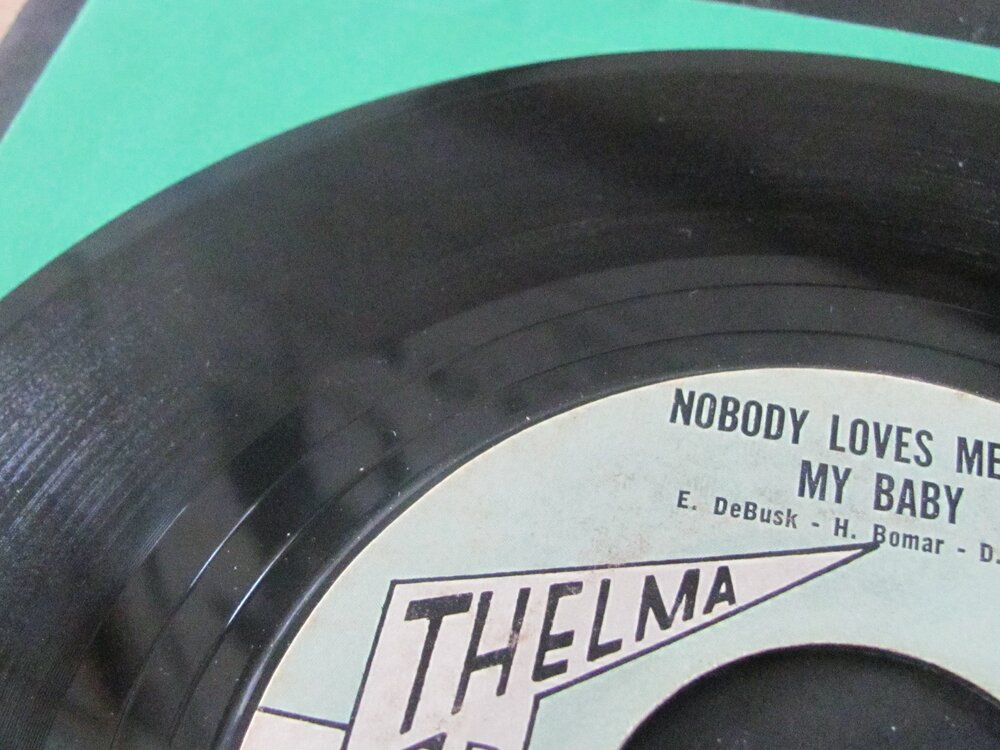 NOBODY LOVES ME
MY BABY
E. DeBusk - H. Bomar - D.
THELMA